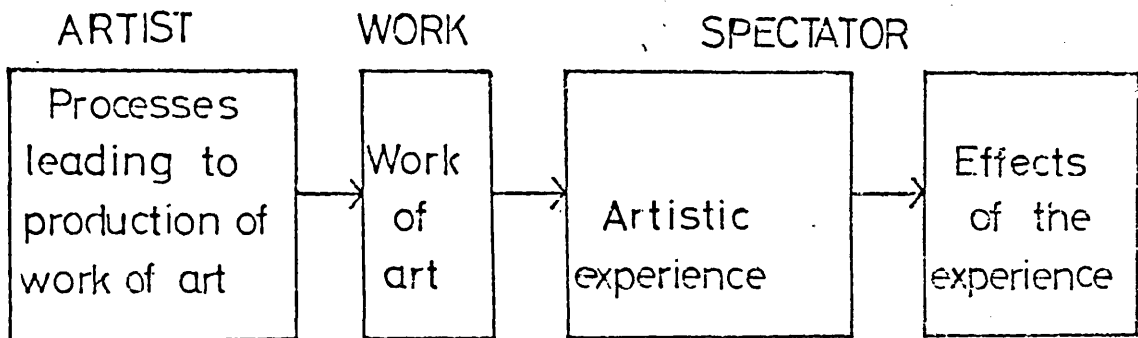 ARTIST WORK SPECTATOR
Processes
leading to
production of
work of art
Work
of
art
Artistic
experience
Effects
of the
experience